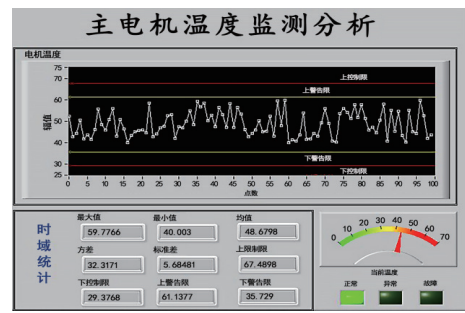 主电机温度监测分析
电机温度
75
70
60
50
40
30
25
幅值
上控制限
上警告限
下警告限
下控制限
0 5 10 15 20 25 30 35 40 45 50 55 60 65 70 75 80 85 90 95 100
点数
时域统计
最大值 最小值 均值
59.7766 40.003 48.6798
方差 标准差 上限制限
32.3171 5.68481 67.4898
下控制限 上警告限 下警告限
29.3768 61.1377 35.729
0 10 20 30 40 50 60 70
当前温度
正常 异常 故障